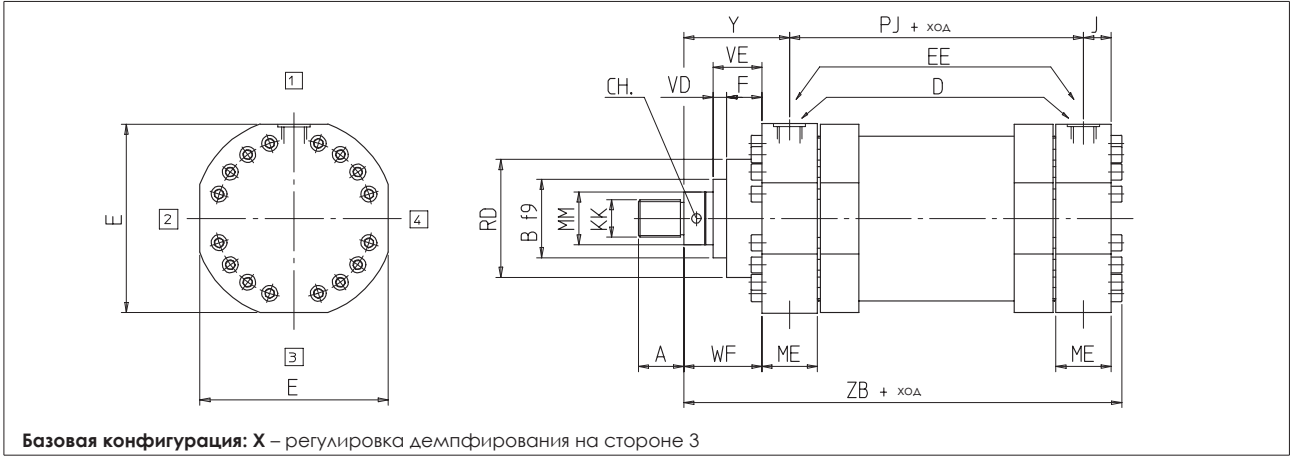 Y
PJ + ход
J
VE
EE
VD
F
D
CH.
1
E
2
4
3
E
RD
B f9
MM
KK
A
WF
ME
ME
ZB + ход
Базовая конфигурация: X – регулировка демпфирования на стороне 3